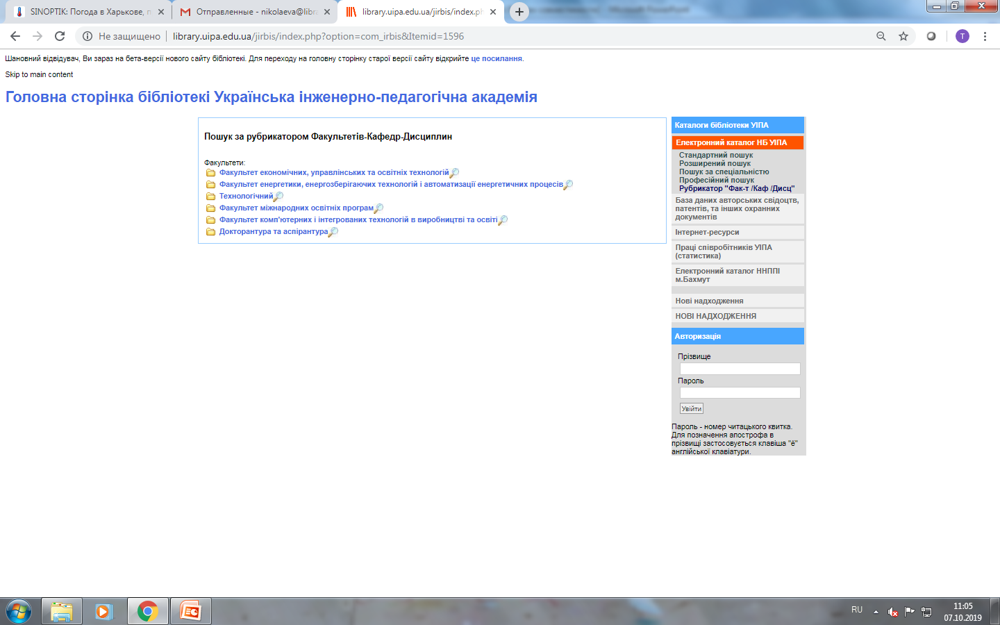 SINOPTIK: Погода в Харькове, п
Отправленные - nikolaeva@libra
library.uipa.edu.ua/jirbis/index.ph
Не защищено
library.uipa.edu.ua/jirbis/index.php?option=com_irbis&Itemid=1596
T
Шановний відвідувач, Ви зараз на бета-версії нового сайту бібліотекі. Для переходу на головну сторінку старої версії сайту відкрийте це посилання.
Skip to main content
Головна сторінка бібліотекі Українська інженерно-педагогічна академія
Пошук за рубрикатором Факультетів-Кафедр-Дисциплин
Факультети:
Факультет економічних, управлінських та освітніх технологій
Факультет енергетики, енергозберігаючих технологій і автоматизації енергетичних процесів
Технологічний
Факультет міжнародних освітніх програм
Факультет комп'ютерних і інтегрованих технологій в виробництві та освіті
Докторантура та аспірантура
Каталоги бібліотеки УІПА
Електронний каталог НБ УІПА
Стандартний пошук
Розширений пошук
Пошук за спеціальністю
Професійний пошук
Рубрикатор "Фак-т /Каф /Дисц"
База даних авторських свідоцтв,
патентів, та інших охранних
документів
Інтернет-ресурси
Праці співробітників УІПА
(статистика)
Електронний каталог ННППІ
м.Бахмут
Нові надходження
НОВІ НАДХОДЖЕННЯ
Авторизація
Прізвище
Пароль
Увійти
Пароль - номер читацького квитка.
Для позначення апострофа в
прізвищі застосовується клавіша "ё"
англійської клавіатури.
RU
11:05
07.10.2019